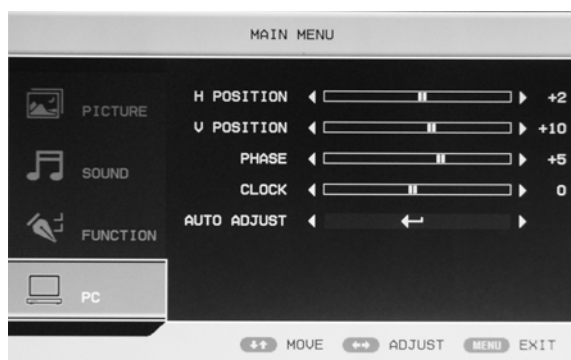 MAIN MENU
PICTURE
SOUND
FUNCTION
PC
H POSITION +2
V POSITION +10
PHASE +5
CLOCK 0
AUTO ADJUST
MOVE ADJUST MENU EXIT